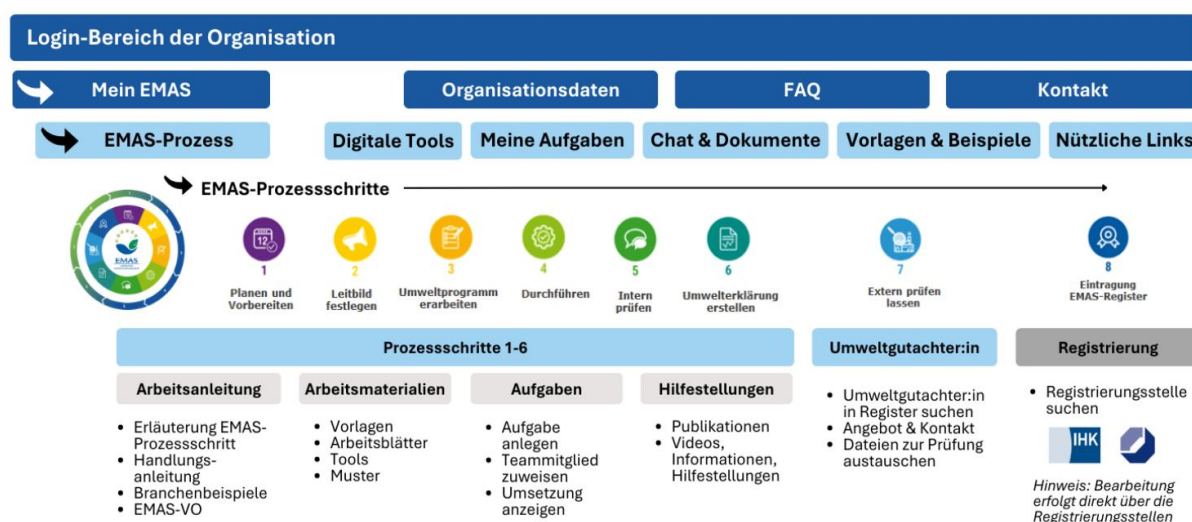 Login-Bereich der Organisation
Mein EMAS
Organisationsdaten
FAQ
Kontakt
EMAS-Prozess
Digitale Tools
Meine Aufgaben
Chat & Dokumente
Vorlagen & Beispiele
Nützliche Links
EMAS-Prozessschritte
EMAS
12
1
Planen und
Vorbereiten
2
Leitbild
festlegen
3
Umweltprogramm
erarbeiten
4
Durchführen
5
Intern
prüfen
6
Umwelterklärung
erstellen
7
Extern prüfen
lassen
8
Eintragung
EMAS-Register
Prozessschritte 1-6
Umweltgutachter:in
Registrierung
Arbeitsanleitung
• Erläuterung EMAS-
Prozessschritt
• Handlungs-
anleitung
• Branchenbeispiele
• EMAS-VO
Arbeitsmaterialien
• Vorlagen
• Arbeitsblätter
• Tools
• Muster
Aufgaben
• Aufgabe
anlegen
• Teammitglied
zuweisen
• Umsetzung
anzeigen
Hilfestellungen
• Publikationen
• Videos,
Informationen,
Hilfestellungen
• Umweltgutachter:in
in Register suchen
• Angebot & Kontakt
• Dateien zur Prüfung
austauschen
• Registrierungsstelle
suchen
IHK
Hinweis: Bearbeitung
erfolgt direkt über die
Registrierungsstellen